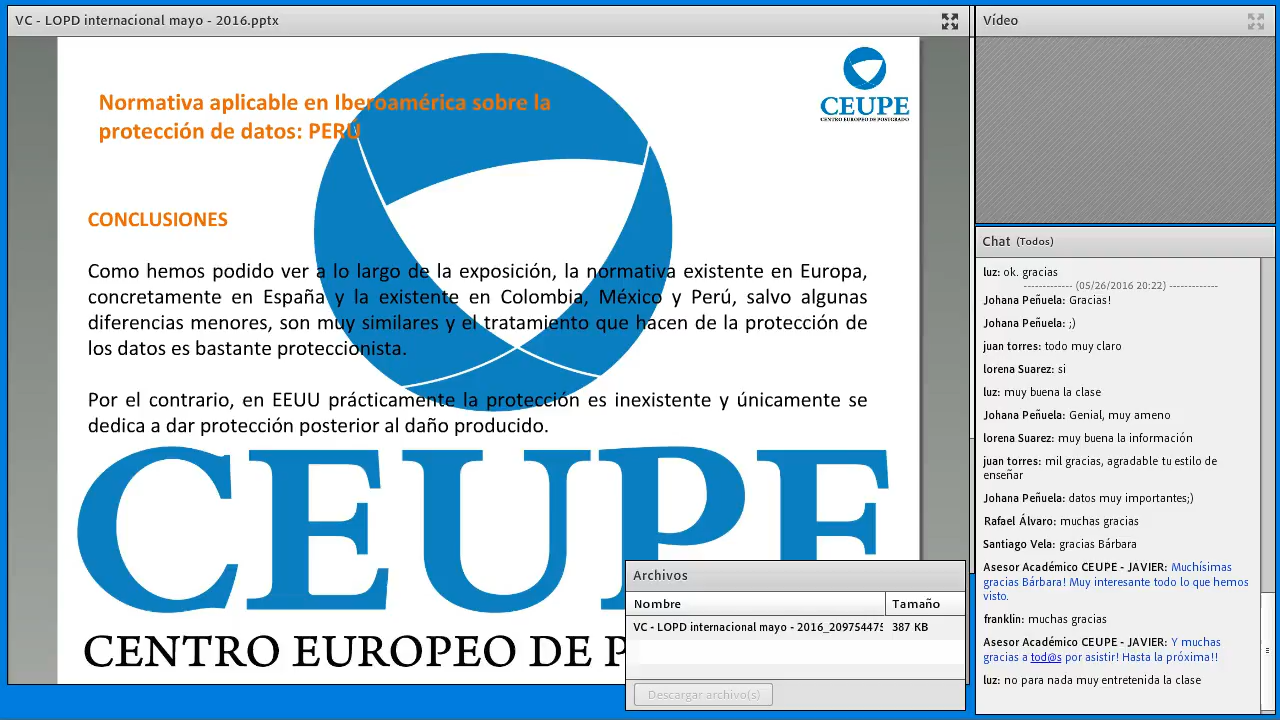 VC - LOPD internacional mayo - 2016.pptx
Normativa aplicable en Iberoamérica sobre la
protección de datos: PERÚ
CEUPE
CENTRO EUROPEO DE POSTGRADO
CONCLUSIONES
Como hemos podido ver a lo largo de la exposición, la normativa existente en Europa,
concretamente en España y la existente en Colombia, México y Perú, salvo algunas
diferencias menores, son muy similares y el tratamiento que hacen de la protección de
los datos es bastante proteccionista.
Por el contrario, en EEUU prácticamente la protección es inexistente y únicamente se
dedica a dar protección posterior al daño producido.
CEUPE
CENTRO EUROPEO DE P
Archivos
Nombre Tamaño
VC - LOPD internacional mayo - 2016_209754475 387 KB
Descargar archivo(s)
Vídeo
Chat (Todos)
luz: ok. gracias
------------- (05/26/2016 20:22) -------------
Johana Peñuela: Gracias!
Johana Peñuela: ;)
juan torres: todo muy claro
lorena Suarez: si
luz: muy buena la clase
Johana Peñuela: Genial, muy ameno
lorena Suarez: muy buena la información
juan torres: mil gracias, agradable tu estilo de
enseñar
Johana Peñuela: datos muy importantes;)
Rafael Álvaro: muchas gracias
Santiago Vela: gracias Bárbara
Asesor Académico CEUPE - JAVIER: Muchísimas
gracias Bárbara! Muy interesante todo lo que hemos
visto.
franklin: muchas gracias
Asesor Académico CEUPE - JAVIER: Y muchas
gracias a tod@s por asistir! Hasta la próxima!!
luz: no para nada muy entretenida la clase